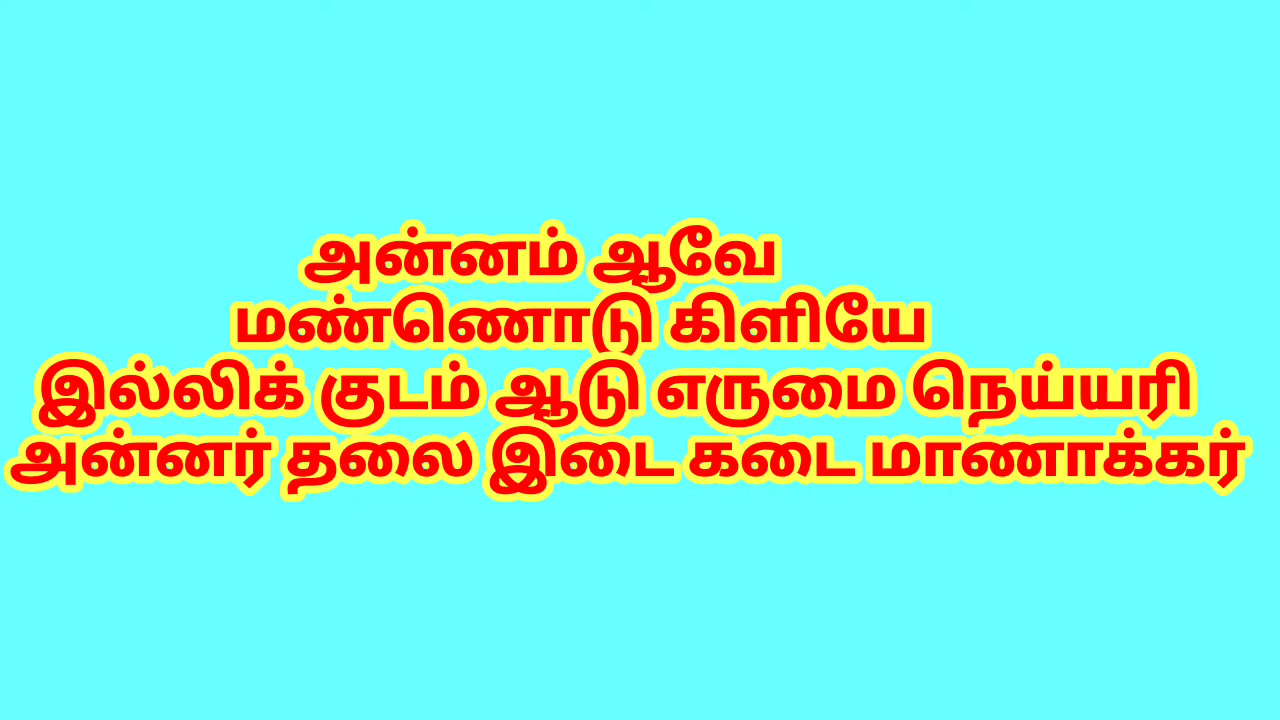 அன்னம் ஆவே
மண்ணொடு கிளியே
இல்லிக் குடம் ஆடு எருமை நெய்யரி
அன்னர் தலை இடை கடை மாணாக்கர்